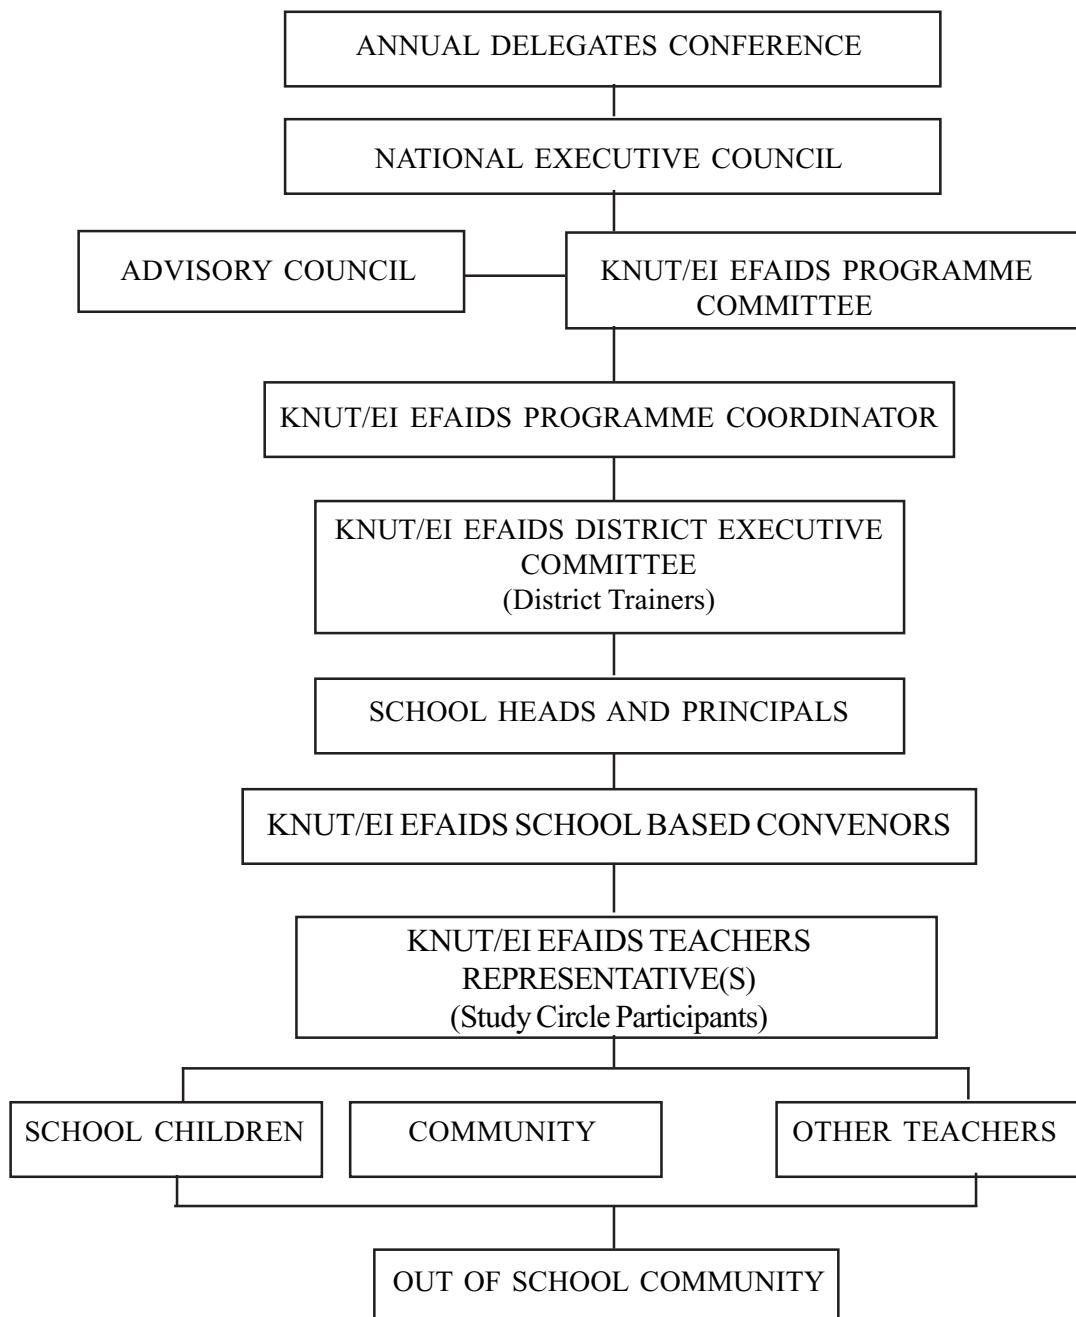 ANNUAL DELEGATES CONFERENCE
NATIONAL EXECUTIVE COUNCIL
ADVISORY COUNCIL
KNUT/EI EFAIDS PROGRAMME
COMMITTEE
KNUT/EI EFAIDS PROGRAMME COORDINATOR
KNUT/EI EFAIDS DISTRICT EXECUTIVE
COMMITTEE
(District Trainers)
SCHOOL HEADS AND PRINCIPALS
KNUT/EI EFAIDS SCHOOL BASED CONVENORS
KNUT/EI EFAIDS TEACHERS
REPRESENTATIVE(S)
(Study Circle Participants)
SCHOOL CHILDREN
COMMUNITY
OTHER TEACHERS
OUT OF SCHOOL COMMUNITY